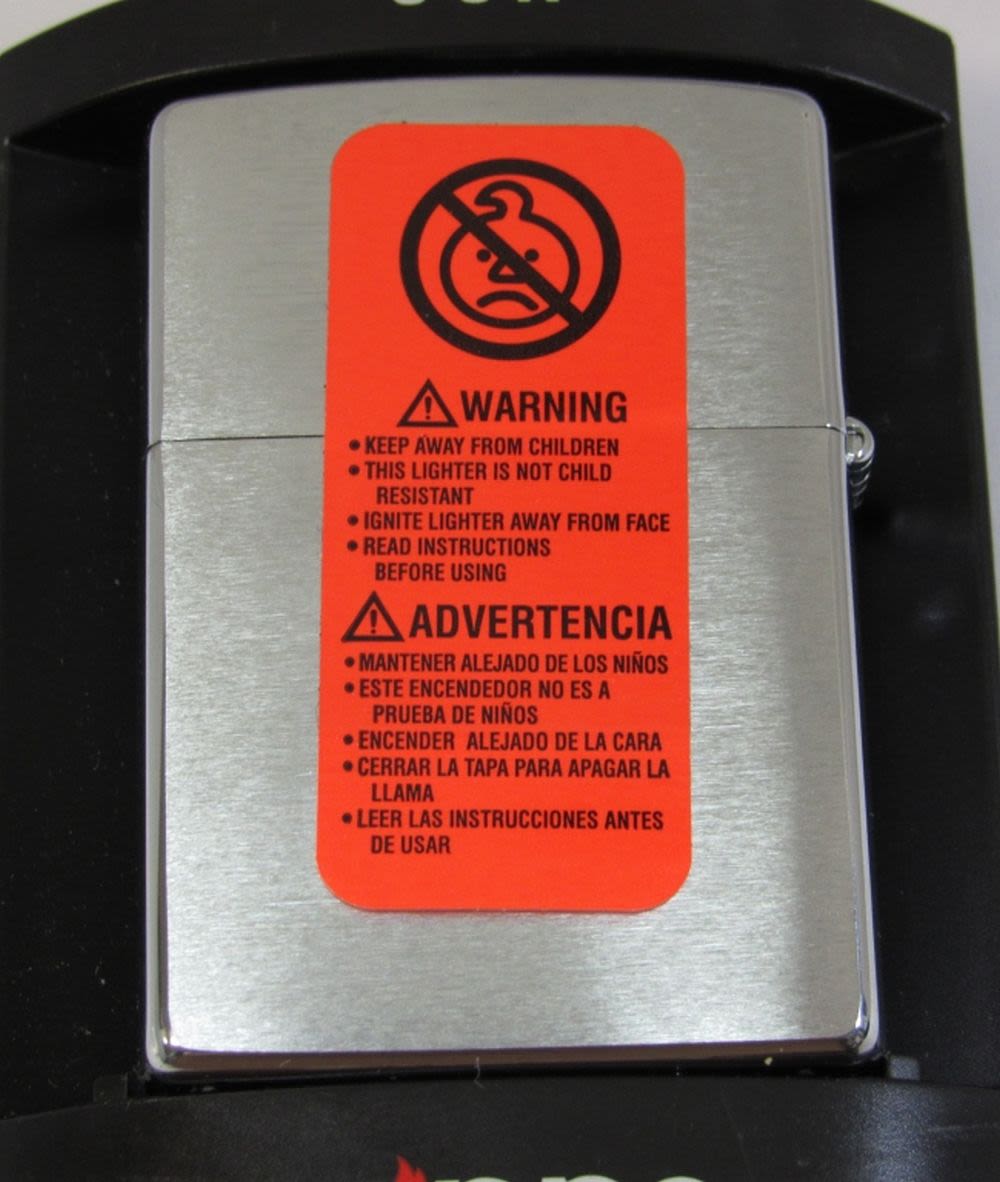 WARNING
• KEEP AWAY FROM CHILDREN
• THIS LIGHTER IS NOT CHILD
RESISTANT
• IGNITE LIGHTER AWAY FROM FACE
• READ INSTRUCTIONS
BEFORE USING
ADVERTENCIA
• MANTENER ALEJADO DE LOS NIÑOS
• ESTE ENCENDEDOR NO ES A
PRUEBA DE NIÑOS
• ENCENDER ALEJADO DE LA CARA
• CERRAR LA TAPA PARA APAGAR LA
LLAMA
• LEER LAS INSTRUCCIONES ANTES
DE USAR